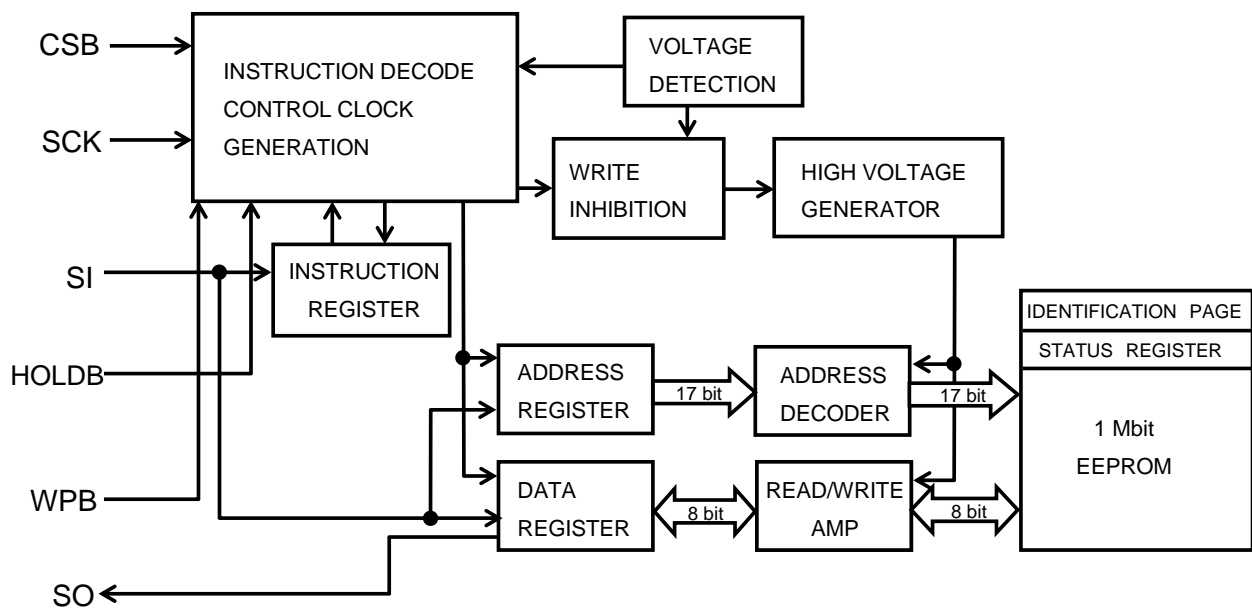 CSB
SCK
SI
HOLDB
WPB
SO
INSTRUCTION DECODE
CONTROL CLOCK
GENERATION
VOLTAGE
DETECTION
WRITE
INHIBITION
HIGH VOLTAGE
GENERATOR
INSTRUCTION
REGISTER
ADDRESS
REGISTER
17 bit
ADDRESS
DECODER
17 bit
DATA
REGISTER
8 bit
READ/WRITE
AMP
8 bit
IDENTIFICATION PAGE
STATUS REGISTER
1 Mbit
EEPROM